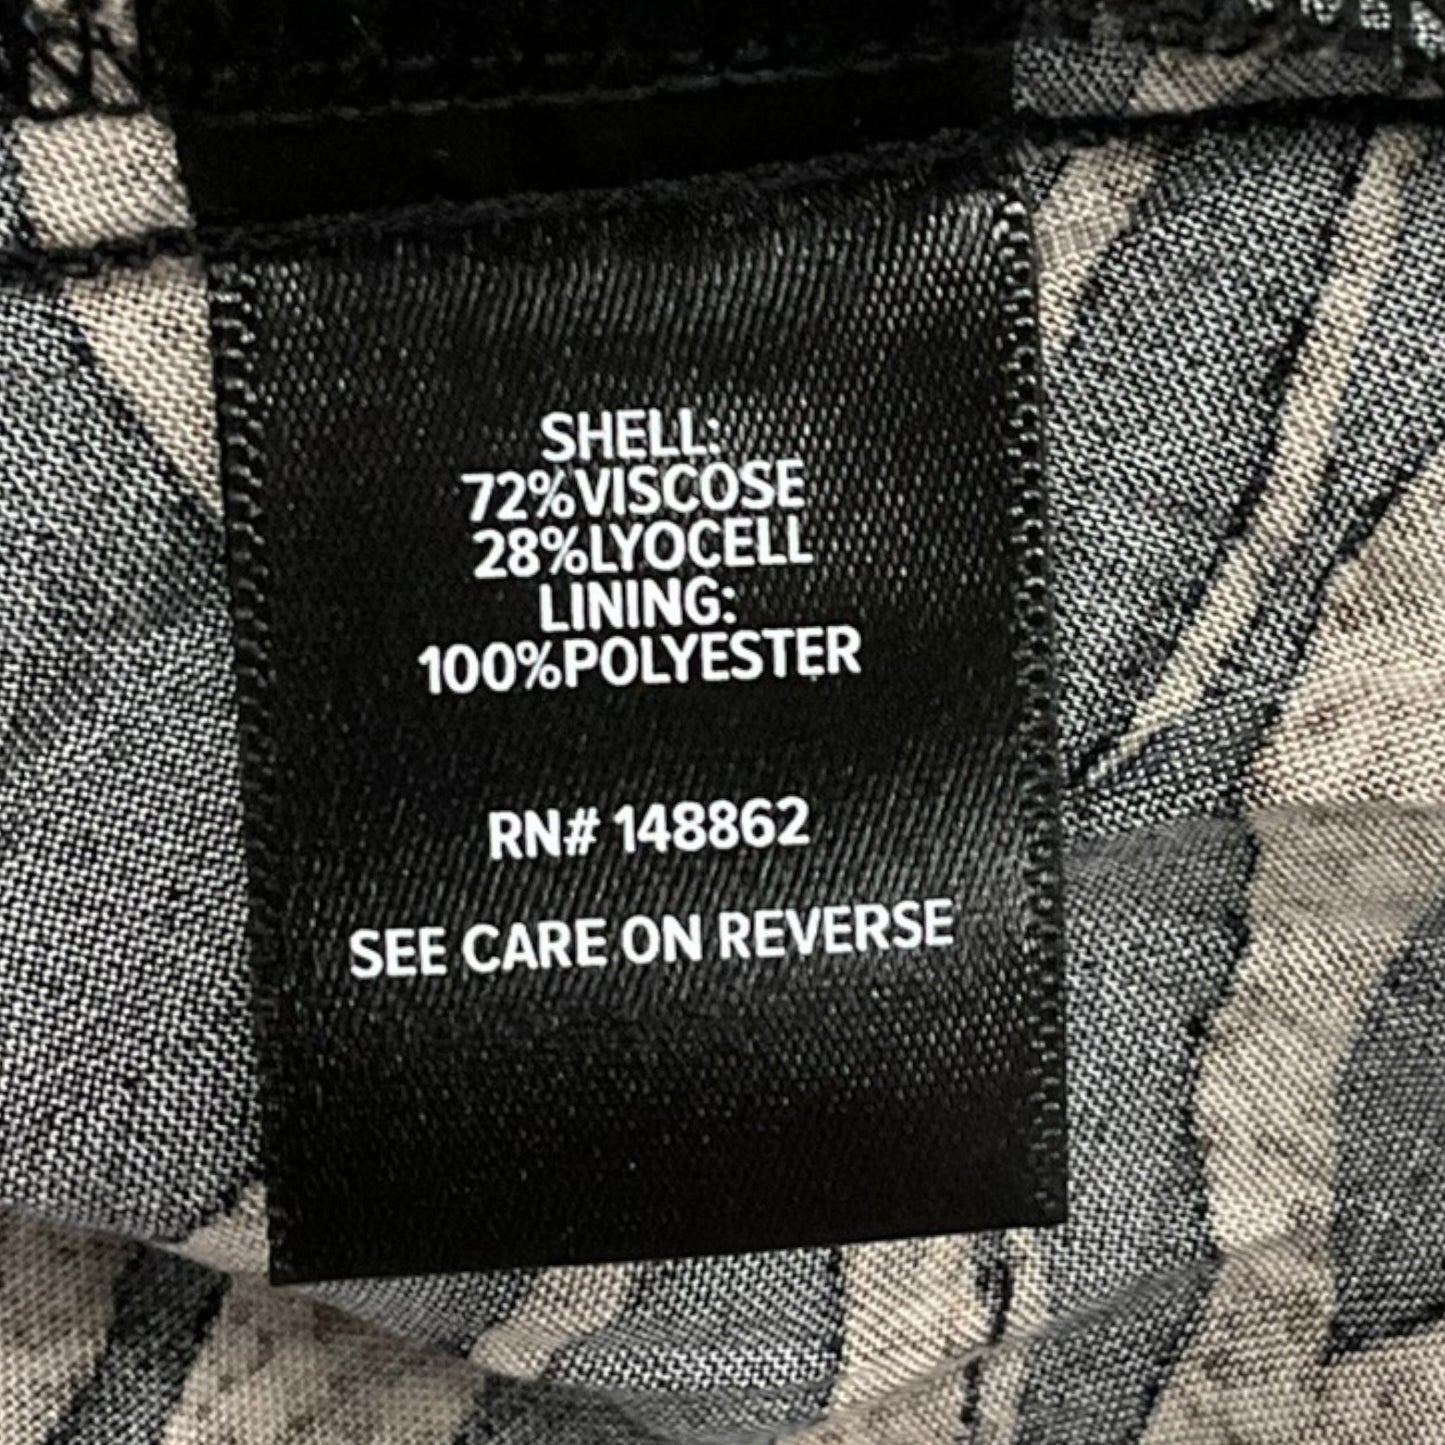 SHELL:
72%VISCOSE
28%LYOCELL
LINING:
100%POLYESTER
RN# 148862
SEE CARE ON REVERSE